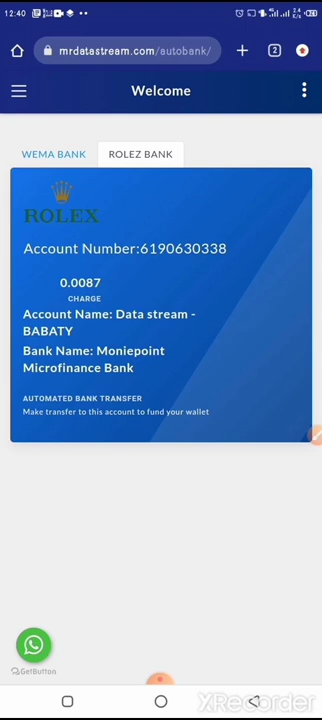 12:40
mrdatastream.com/autobank/
2
Welcome
WEMA BANK
ROLEZ BANK
ROLEX
Account Number:6190630338
0.0087
CHARGE
Account Name: Data stream -
BABATY
Bank Name: Moniepoint
Microfinance Bank
AUTOMATED BANK TRANSFER
Make transfer to this account to fund your wallet
GetButton
XRecorder